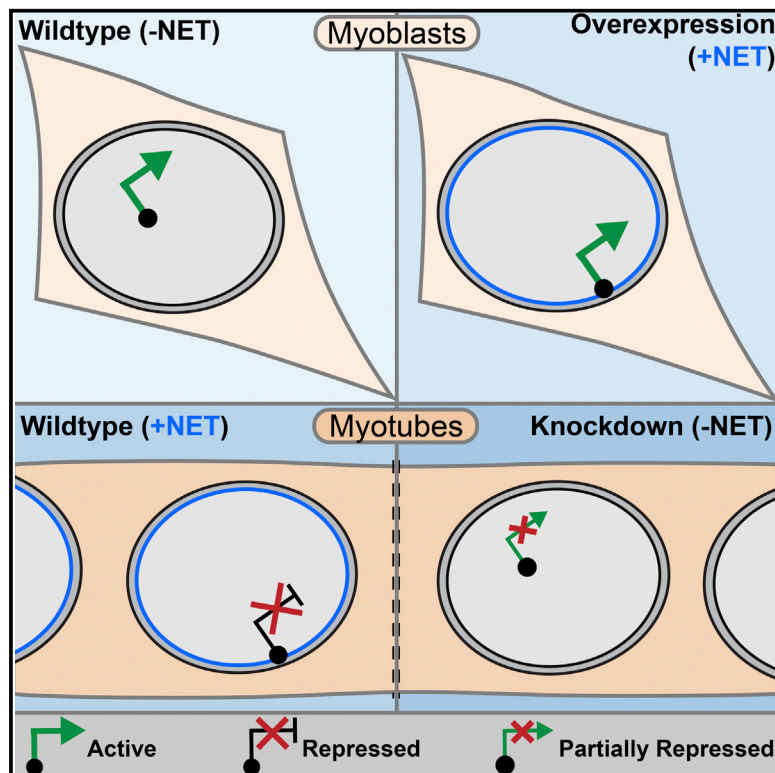 Wildtype (-NET)
Myoblasts
Overexpression
(+NET)
Wildtype (+NET)
Myotubes
Knockdown (-NET)
Active
Repressed
Partially Repressed